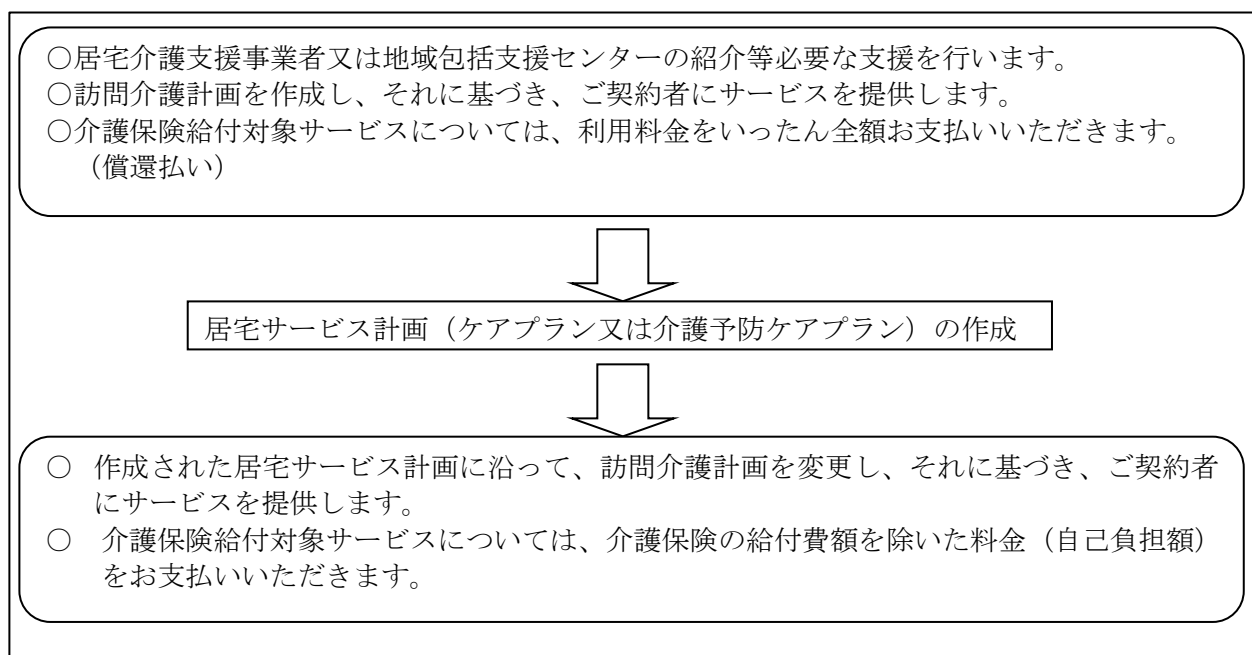 ○居宅介護支援事業者又は地域包括支援センターの紹介等必要な支援を行います。
○訪問介護計画を作成し、それに基づき、ご契約者にサービスを提供します。
○介護保険給付対象サービスについては、利用料金をいったん全額お支払いいただきます。
（償還払い）
居宅サービス計画（ケアプラン又は介護予防ケアプラン）の作成
○ 作成された居宅サービス計画に沿って、訪問介護計画を変更し、それに基づき、ご契約者
にサービスを提供します。
○ 介護保険給付対象サービスについては、介護保険の給付費額を除いた料金（自己負担額）
をお支払いいただきます。